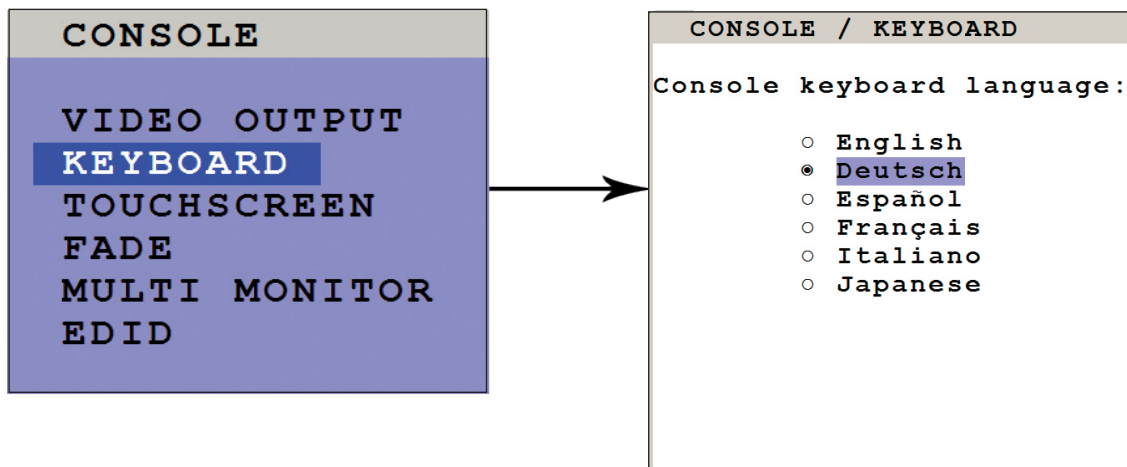 CONSOLE
VIDEO OUTPUT
KEYBOARD
TOUCHSCREEN
FADE
MULTI MONITOR
EDID
CONSOLE / KEYBOARD
Console keyboard language:
English
Deutsch
Español
Français
Italiano
Japanese